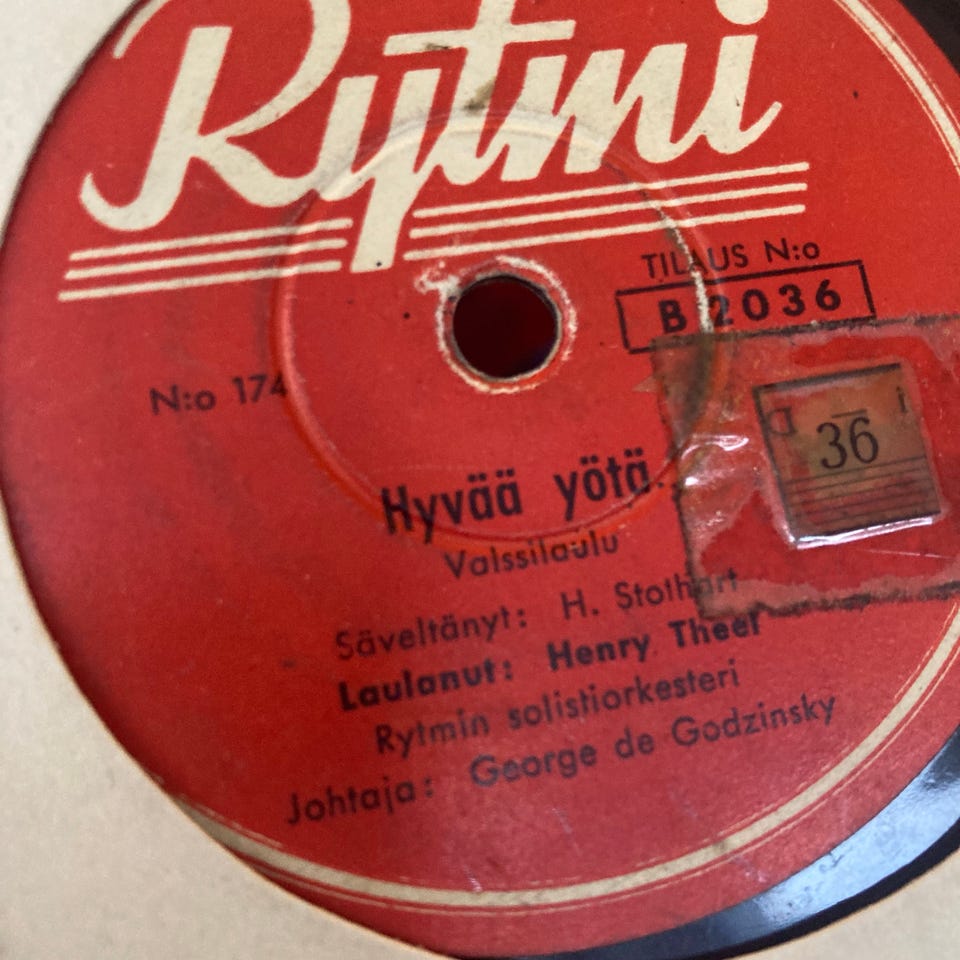 Rytmi
TILAUS N:o
B 2036
N:o 174
36
Hyvää yötä
Valssilaulu
Säveltänyt: H. Stothart
Laulanut: Henry Theel
Rytmin solistiorkesteri
Johtaja: George de Godzinsky